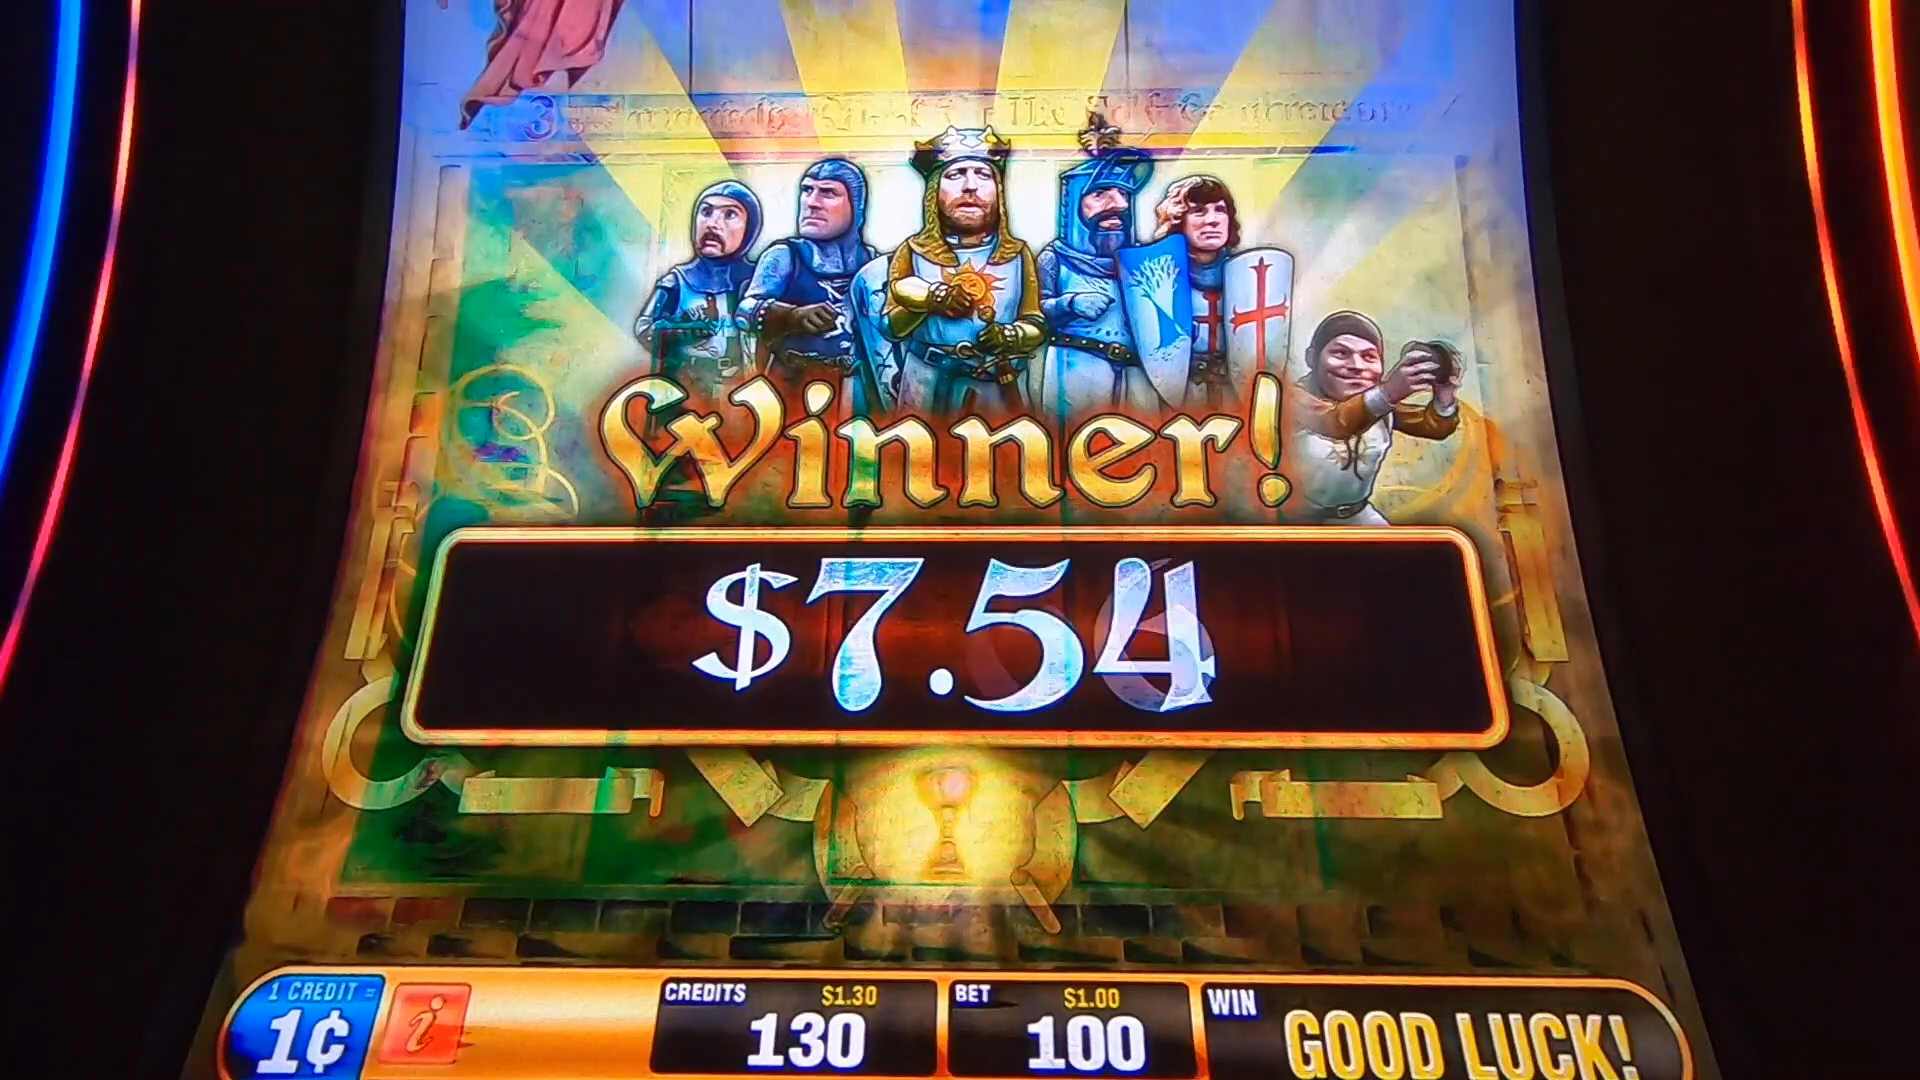 Winner!
$7.54
1 CREDIT =
1¢
i
CREDITS $1.30
130
BET $1.00
100
WIN
GOOD LUCK!